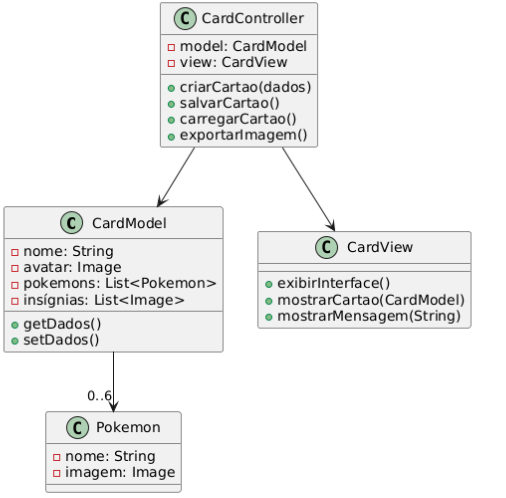 C CardController
model: CardModel
view: CardView
criarCartao(dados)
salvarCartao()
carregarCartao()
exportarImagem()
C CardModel
nome: String
avatar: Image
pokemons: List<Pokemon>
insígnias: List<Image>
getDados()
setDados()
C CardView
exibirInterface()
mostrarCartao(CardModel)
mostrarMensagem(String)
0..6
C Pokemon
nome: String
imagem: Image